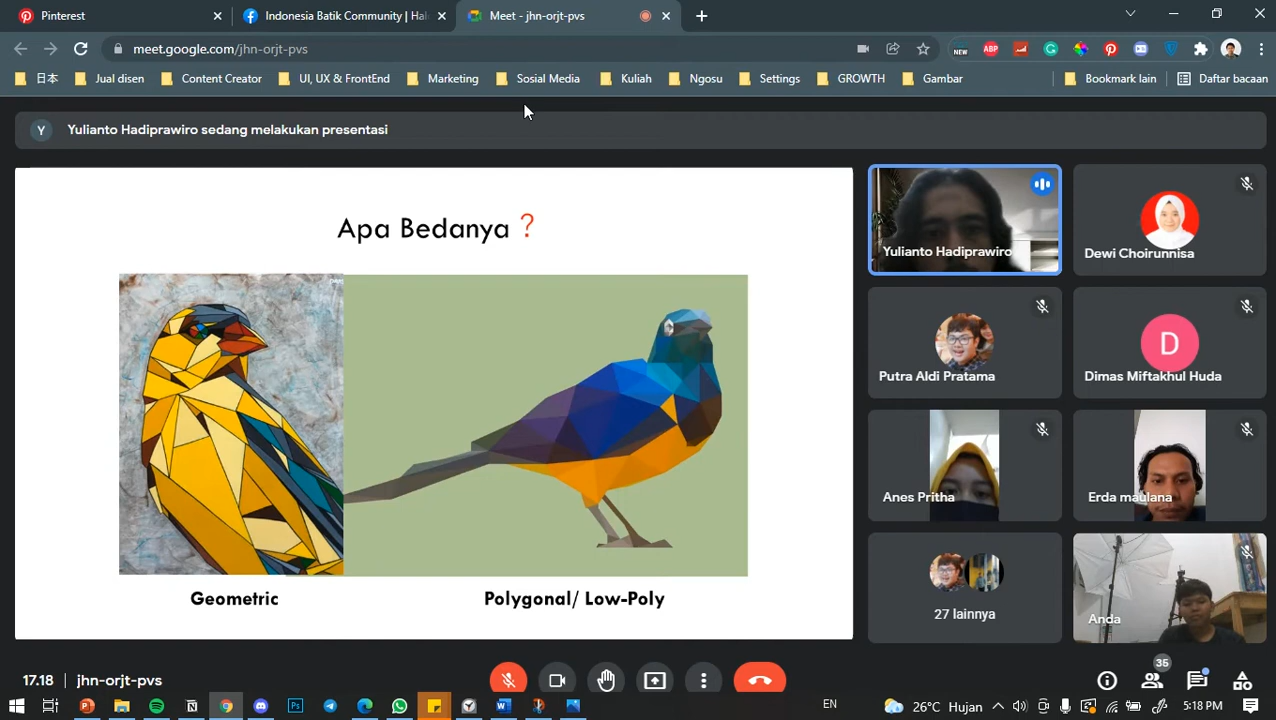 Pinterest
Indonesia Batik Community | Hal
Meet - jhn-orjt-pvs
meet.google.com/jhn-orjt-pvs
NEW
ABP
日本
Jual disen
Content Creator
UI, UX & FrontEnd
Marketing
Sosial Media
Kuliah
Ngosu
Settings
GROWTH
Gambar
Bookmark lain
Daftar bacaan
Y
Yulianto Hadiprawiro sedang melakukan presentasi
Apa Bedanya ?
Geometric
Polygonal/ Low-Poly
Yulianto Hadiprawiro
Dewi Choirunnisa
Putra Aldi Pratama
D
Dimas Miftakhul Huda
Anes Pritha
Erda maulana
27 lainnya
Anda
17.18
jhn-orjt-pvs
35
EN
26°C Hujan
5:18 PM